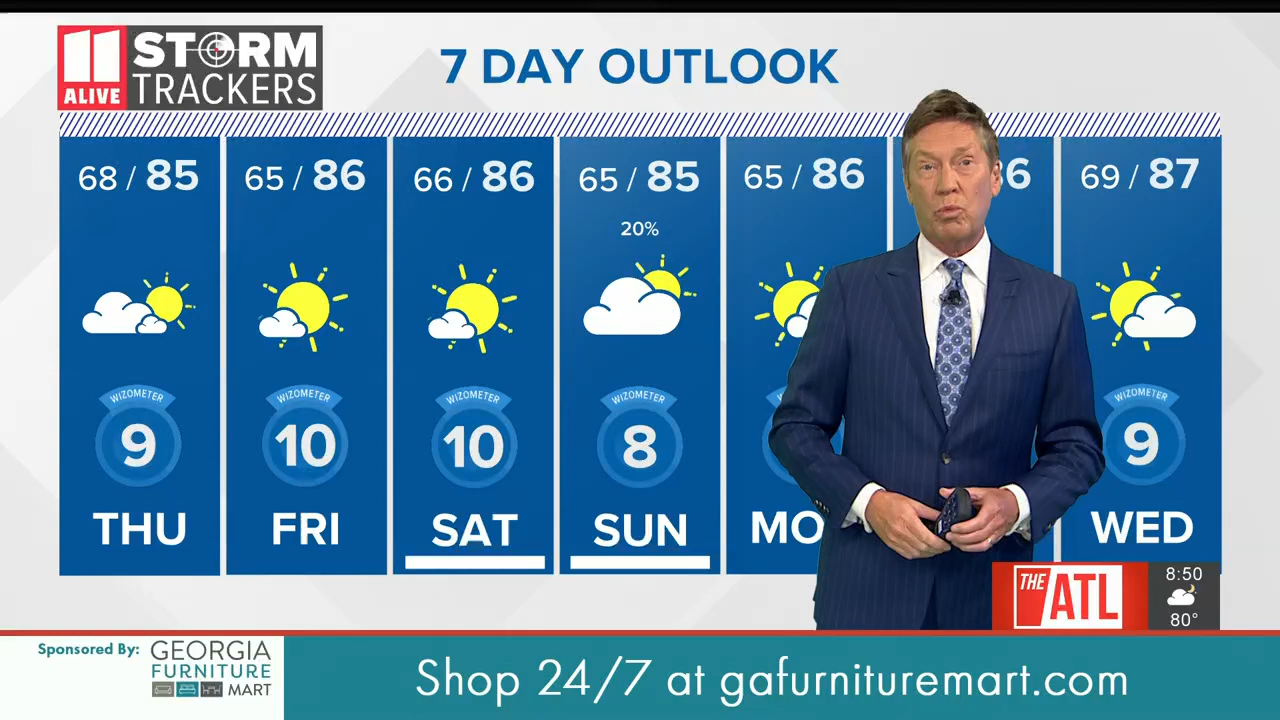 11 ALIVE
STORM TRACKERS
7 DAY OUTLOOK
68 / 85
65 / 86
66 / 86
65 / 85
65 / 86
6
69 / 87
20%
WIZOMETER
WIZOMETER
WIZOMETER
WIZOMETER
WIZOMETER
9
10
10
8
9
THU
FRI
SAT
SUN
MO
WED
THE ATL
8:50
80°
Sponsored By:
GEORGIA
FURNITURE
MART
Shop 24/7 at gafurnituremart.com